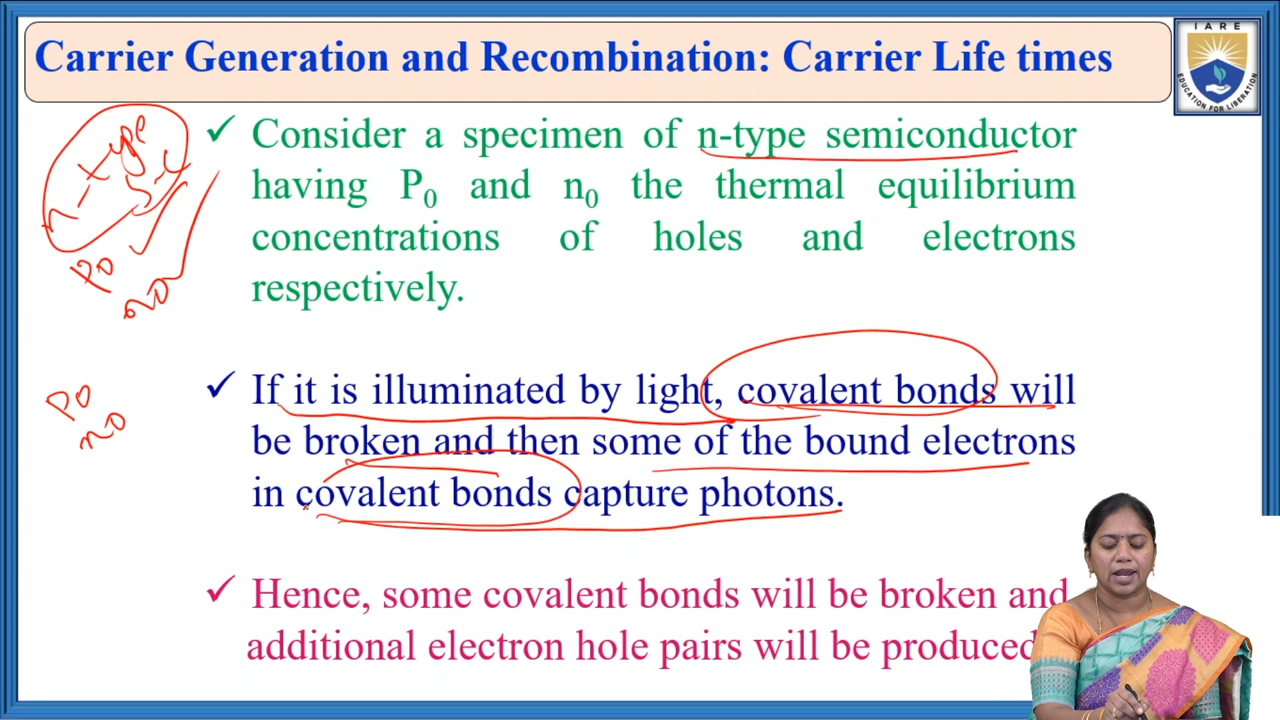 Carrier Generation and Recombination: Carrier Life times
IARE
EDUCATION FOR LIBERATION
n-type
S.C
P0
n0
✓ Consider a specimen of n-type semiconductor
having P₀ and n₀ the thermal equilibrium
concentrations of holes and electrons
respectively.
P0
n0
✓ If it is illuminated by light, covalent bonds will
be broken and then some of the bound electrons
in covalent bonds capture photons.
✓ Hence, some covalent bonds will be broken and
additional electron hole pairs will be produced